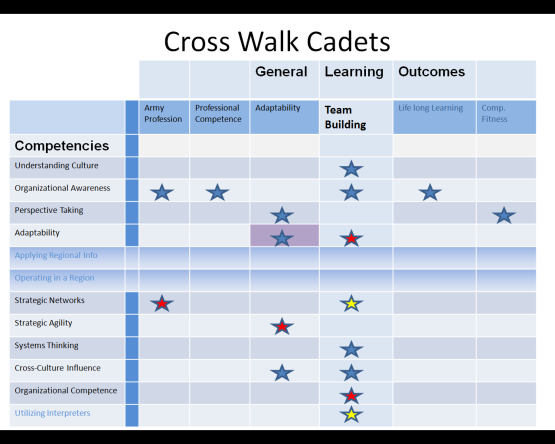 Cross Walk Cadets
General Learning Outcomes
Army Profession
Professional Competence
Adaptability
Team Building
Life long Learning
Comp. Fitness
Competencies
Understanding Culture
Organizational Awareness
Perspective Taking
Adaptability
Applying Regional Info
Operating in a Region
Strategic Networks
Strategic Agility
Systems Thinking
Cross-Culture Influence
Organizational Competence
Utilizing Interpreters